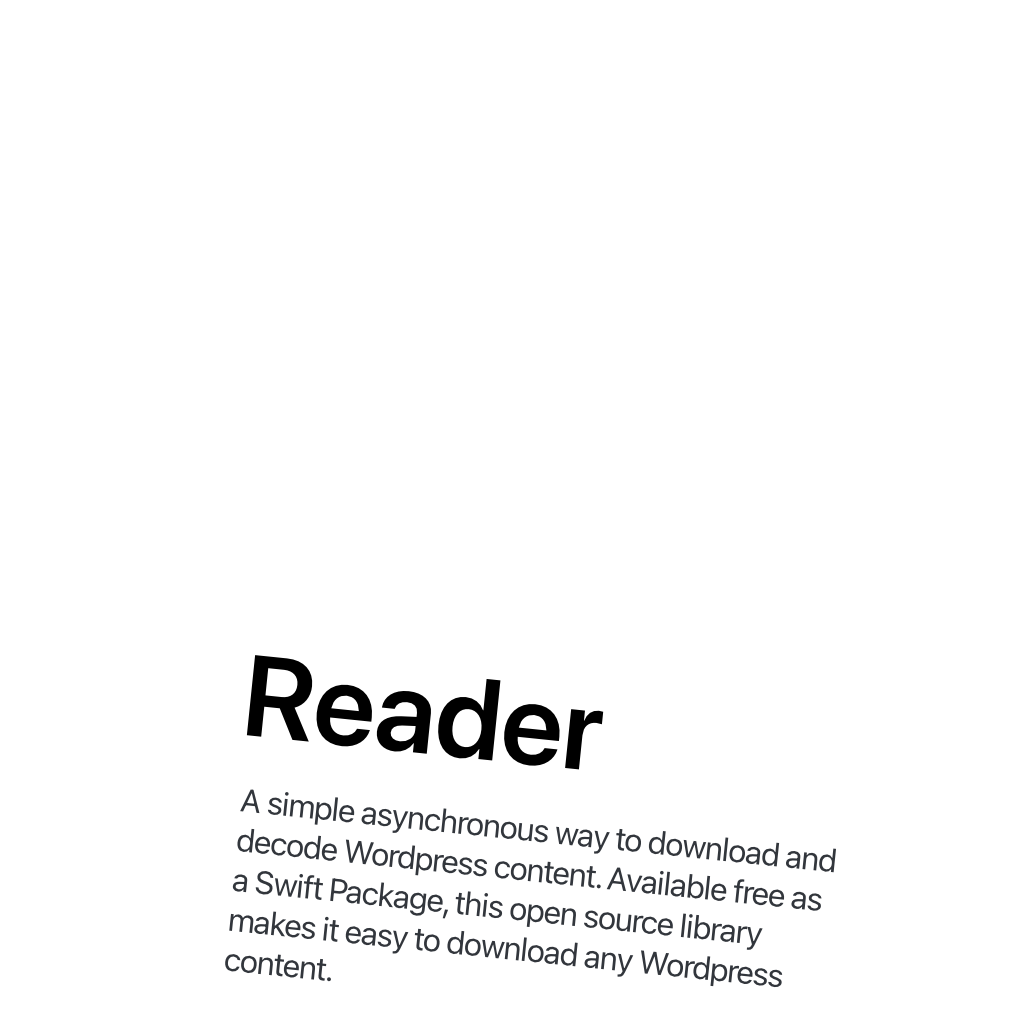 Reader
A simple asynchronous way to download and
decode Wordpress content. Available free as
a Swift Package, this open source library
makes it easy to download any Wordpress
content.